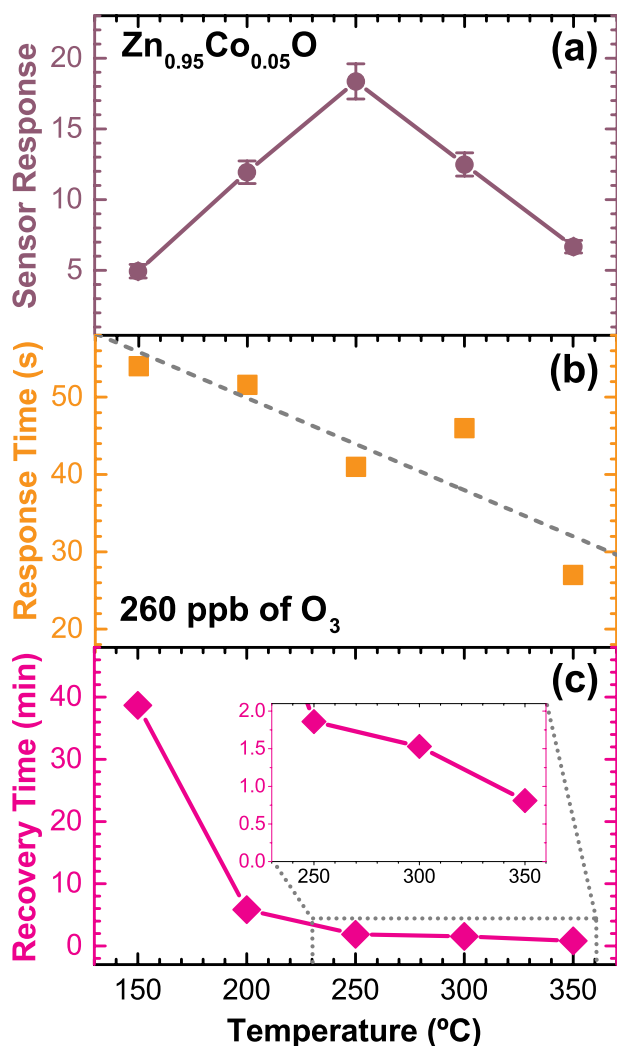 Zn0.95Co0.05O
(a)
Sensor Response
20
15
10
5
(b)
Response Time (s)
50
40
30
20
260 ppb of O3
(c)
Recovery Time (min)
40
30
20
10
0
2.0
1.5
1.0
0.5
0.0
250 300 350
150 200 250 300 350
Temperature (ºC)